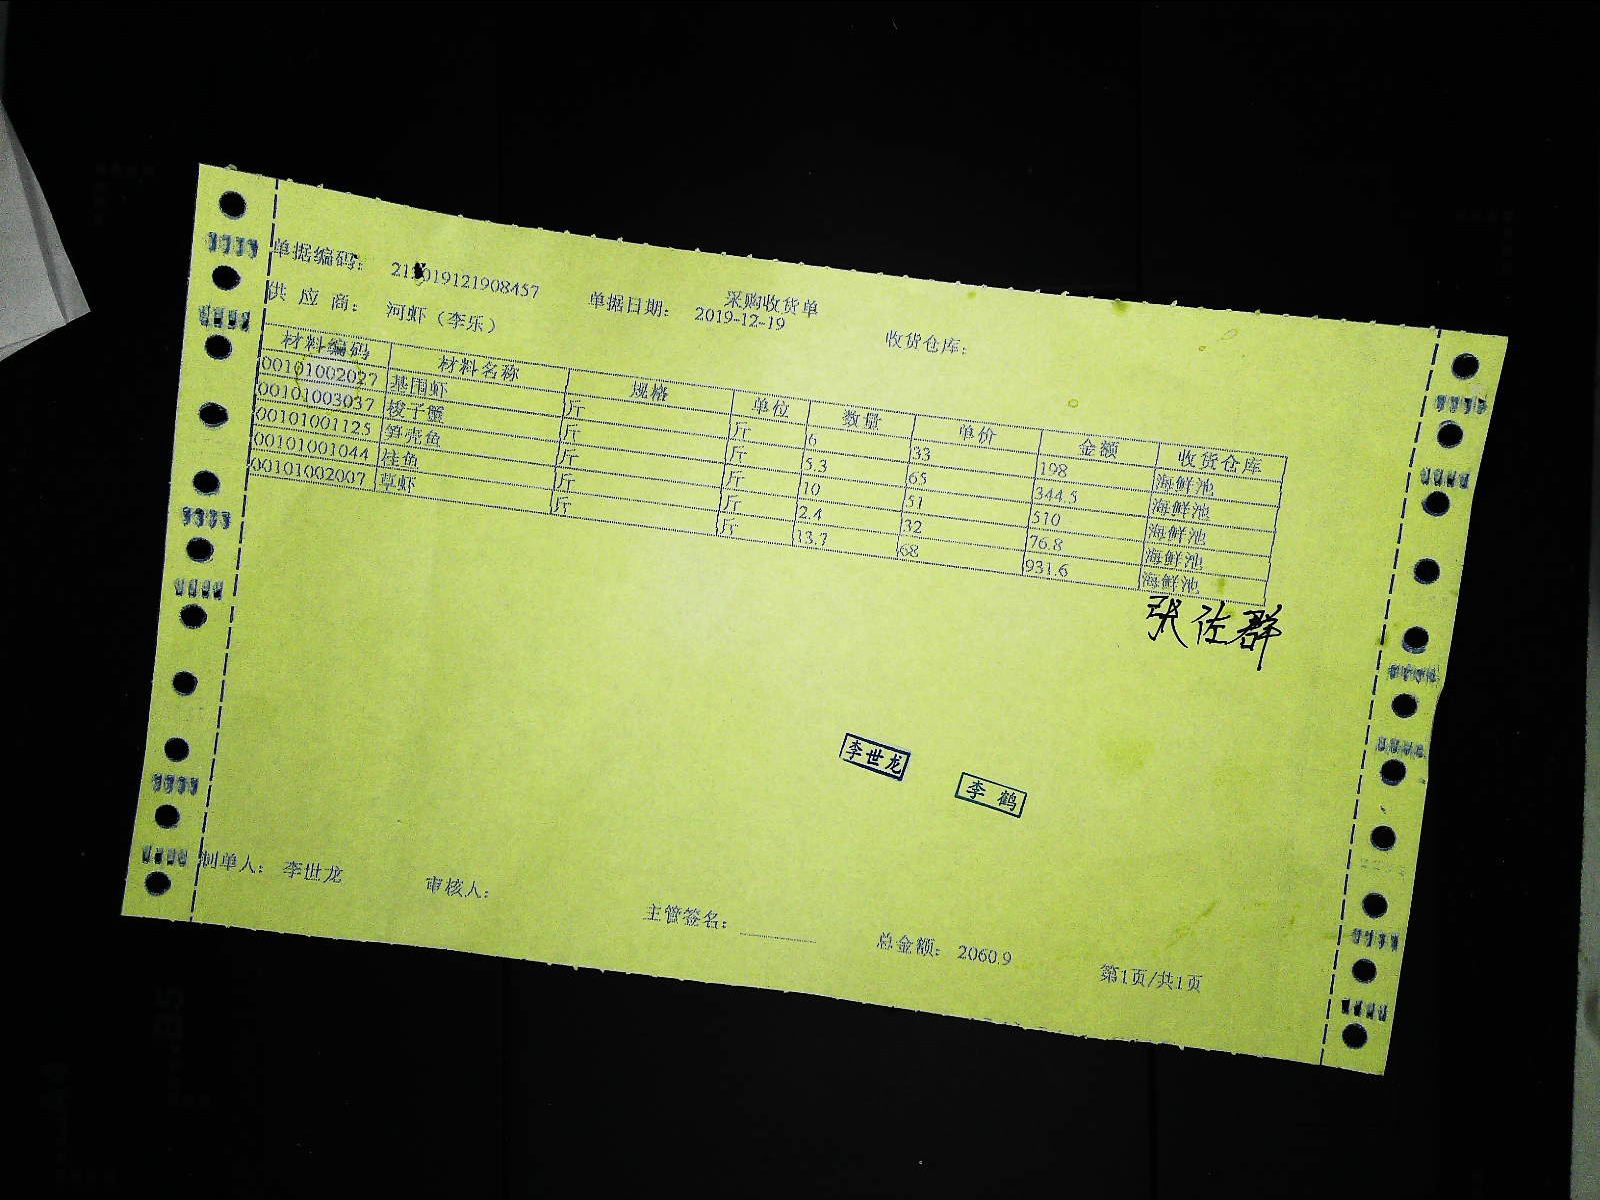 采购收货单
单据编码: 单据日期: 2019-12-19 收货仓库:
供 应 商: 河虾（李乐）
材料编码 材料名称 规格 单位 数量 单价 金额 收货仓库
00101002027 基围虾 斤 斤 6 33 198 海鲜池
00101003037 梭子蟹 斤 斤 5.3 65 344.5 海鲜池
00101001125 笋壳鱼 斤 斤 10 51 510 海鲜池
00101001044 桂鱼 斤 斤 2.4 32 76.8 海鲜池
00101002007 草虾 斤 斤 13.7 68 931.6 海鲜池
张佐群
李世龙
李 鹤
制单人: 李世龙 审核人: 主管签名: 总金额: 2060.9 第1页/共1页